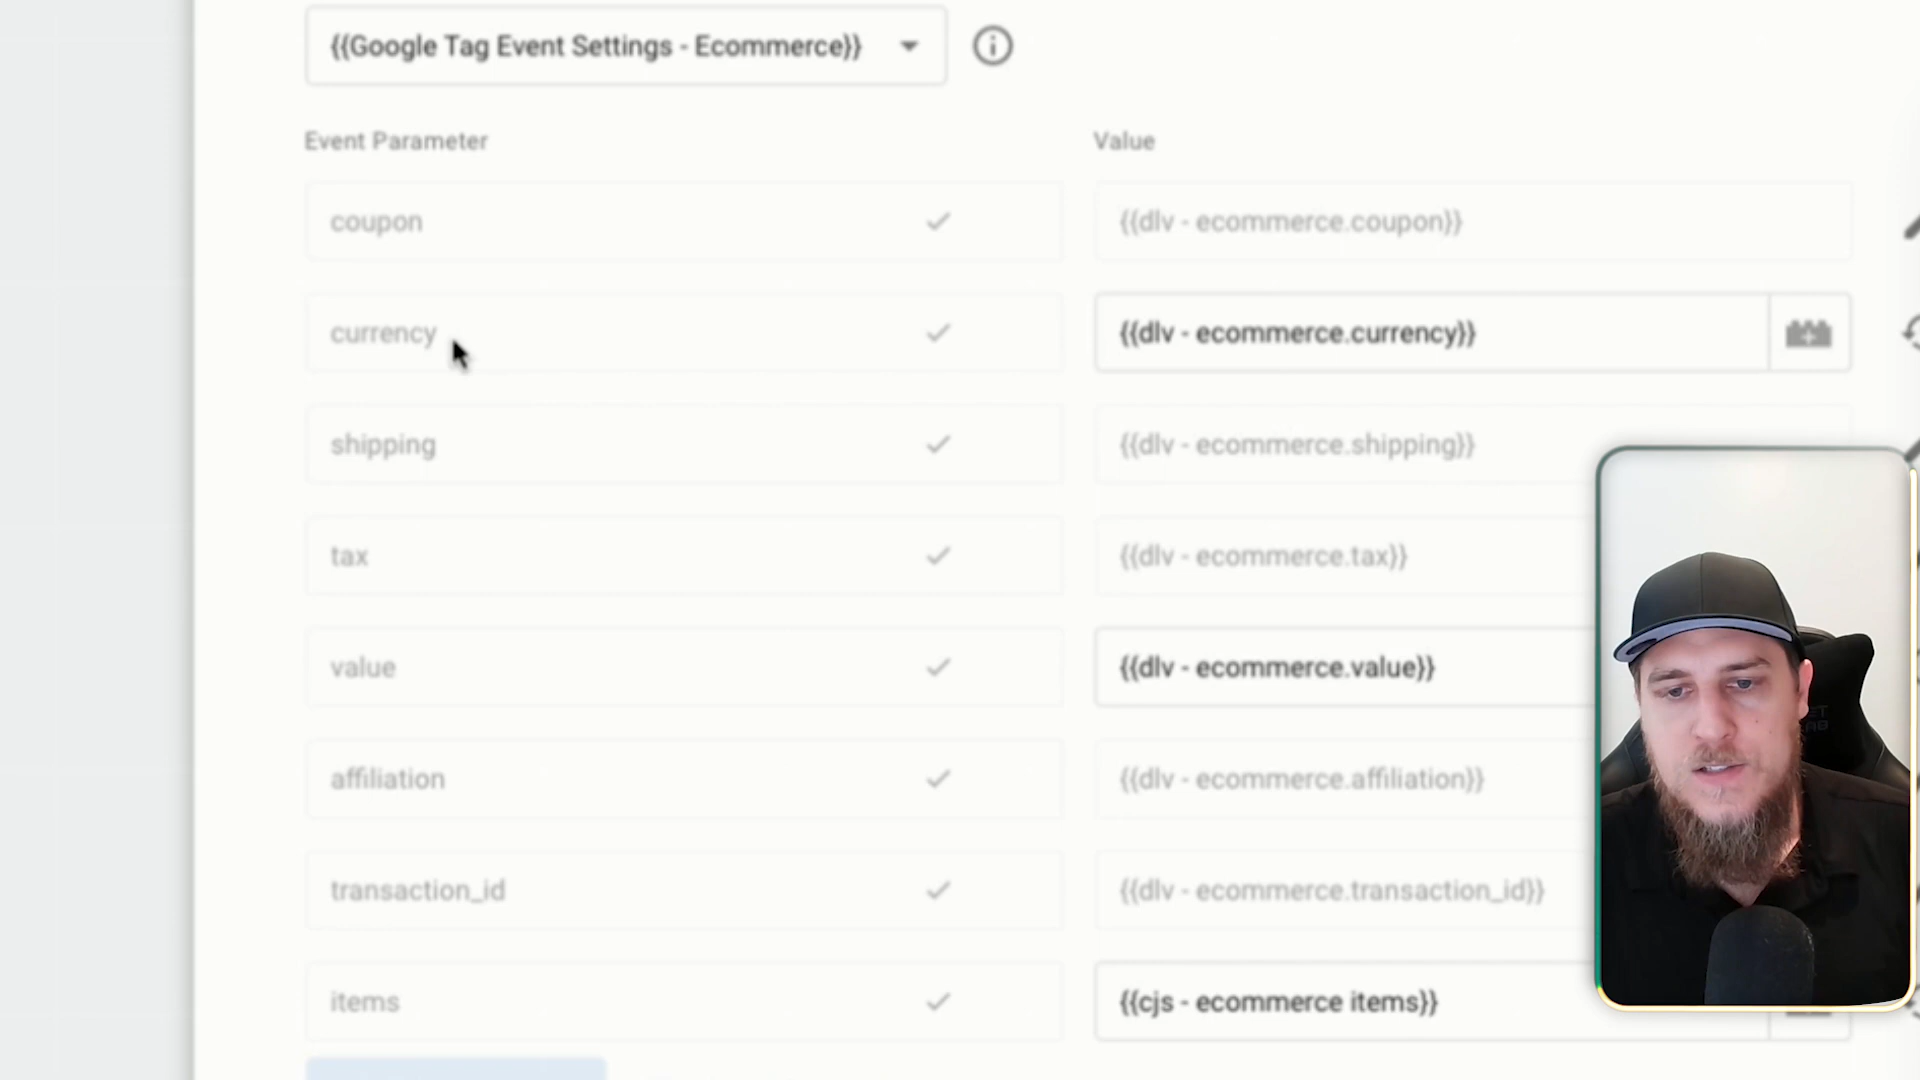 {{Google Tag Event Settings - Ecommerce}}
Event Parameter Value
coupon {{dlv - ecommerce.coupon}}
currency {{dlv - ecommerce.currency}}
shipping {{dlv - ecommerce.shipping}}
tax {{dlv - ecommerce.tax}}
value {{dlv - ecommerce.value}}
affiliation {{dlv - ecommerce.affiliation}}
transaction_id {{dlv - ecommerce.transaction_id}}
items {{cjs - ecommerce items}}